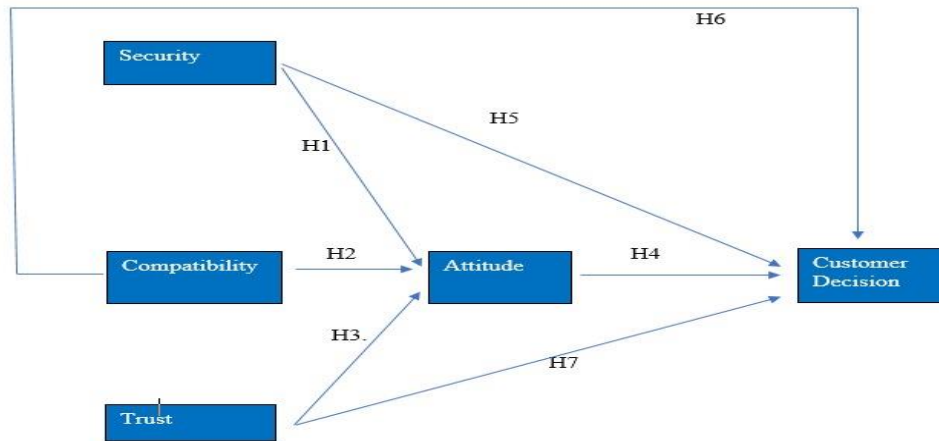 H6
Security
H5
H1
Compatibility
H2
Attitude
H4
Customer
Decision
H3.
H7
Trust